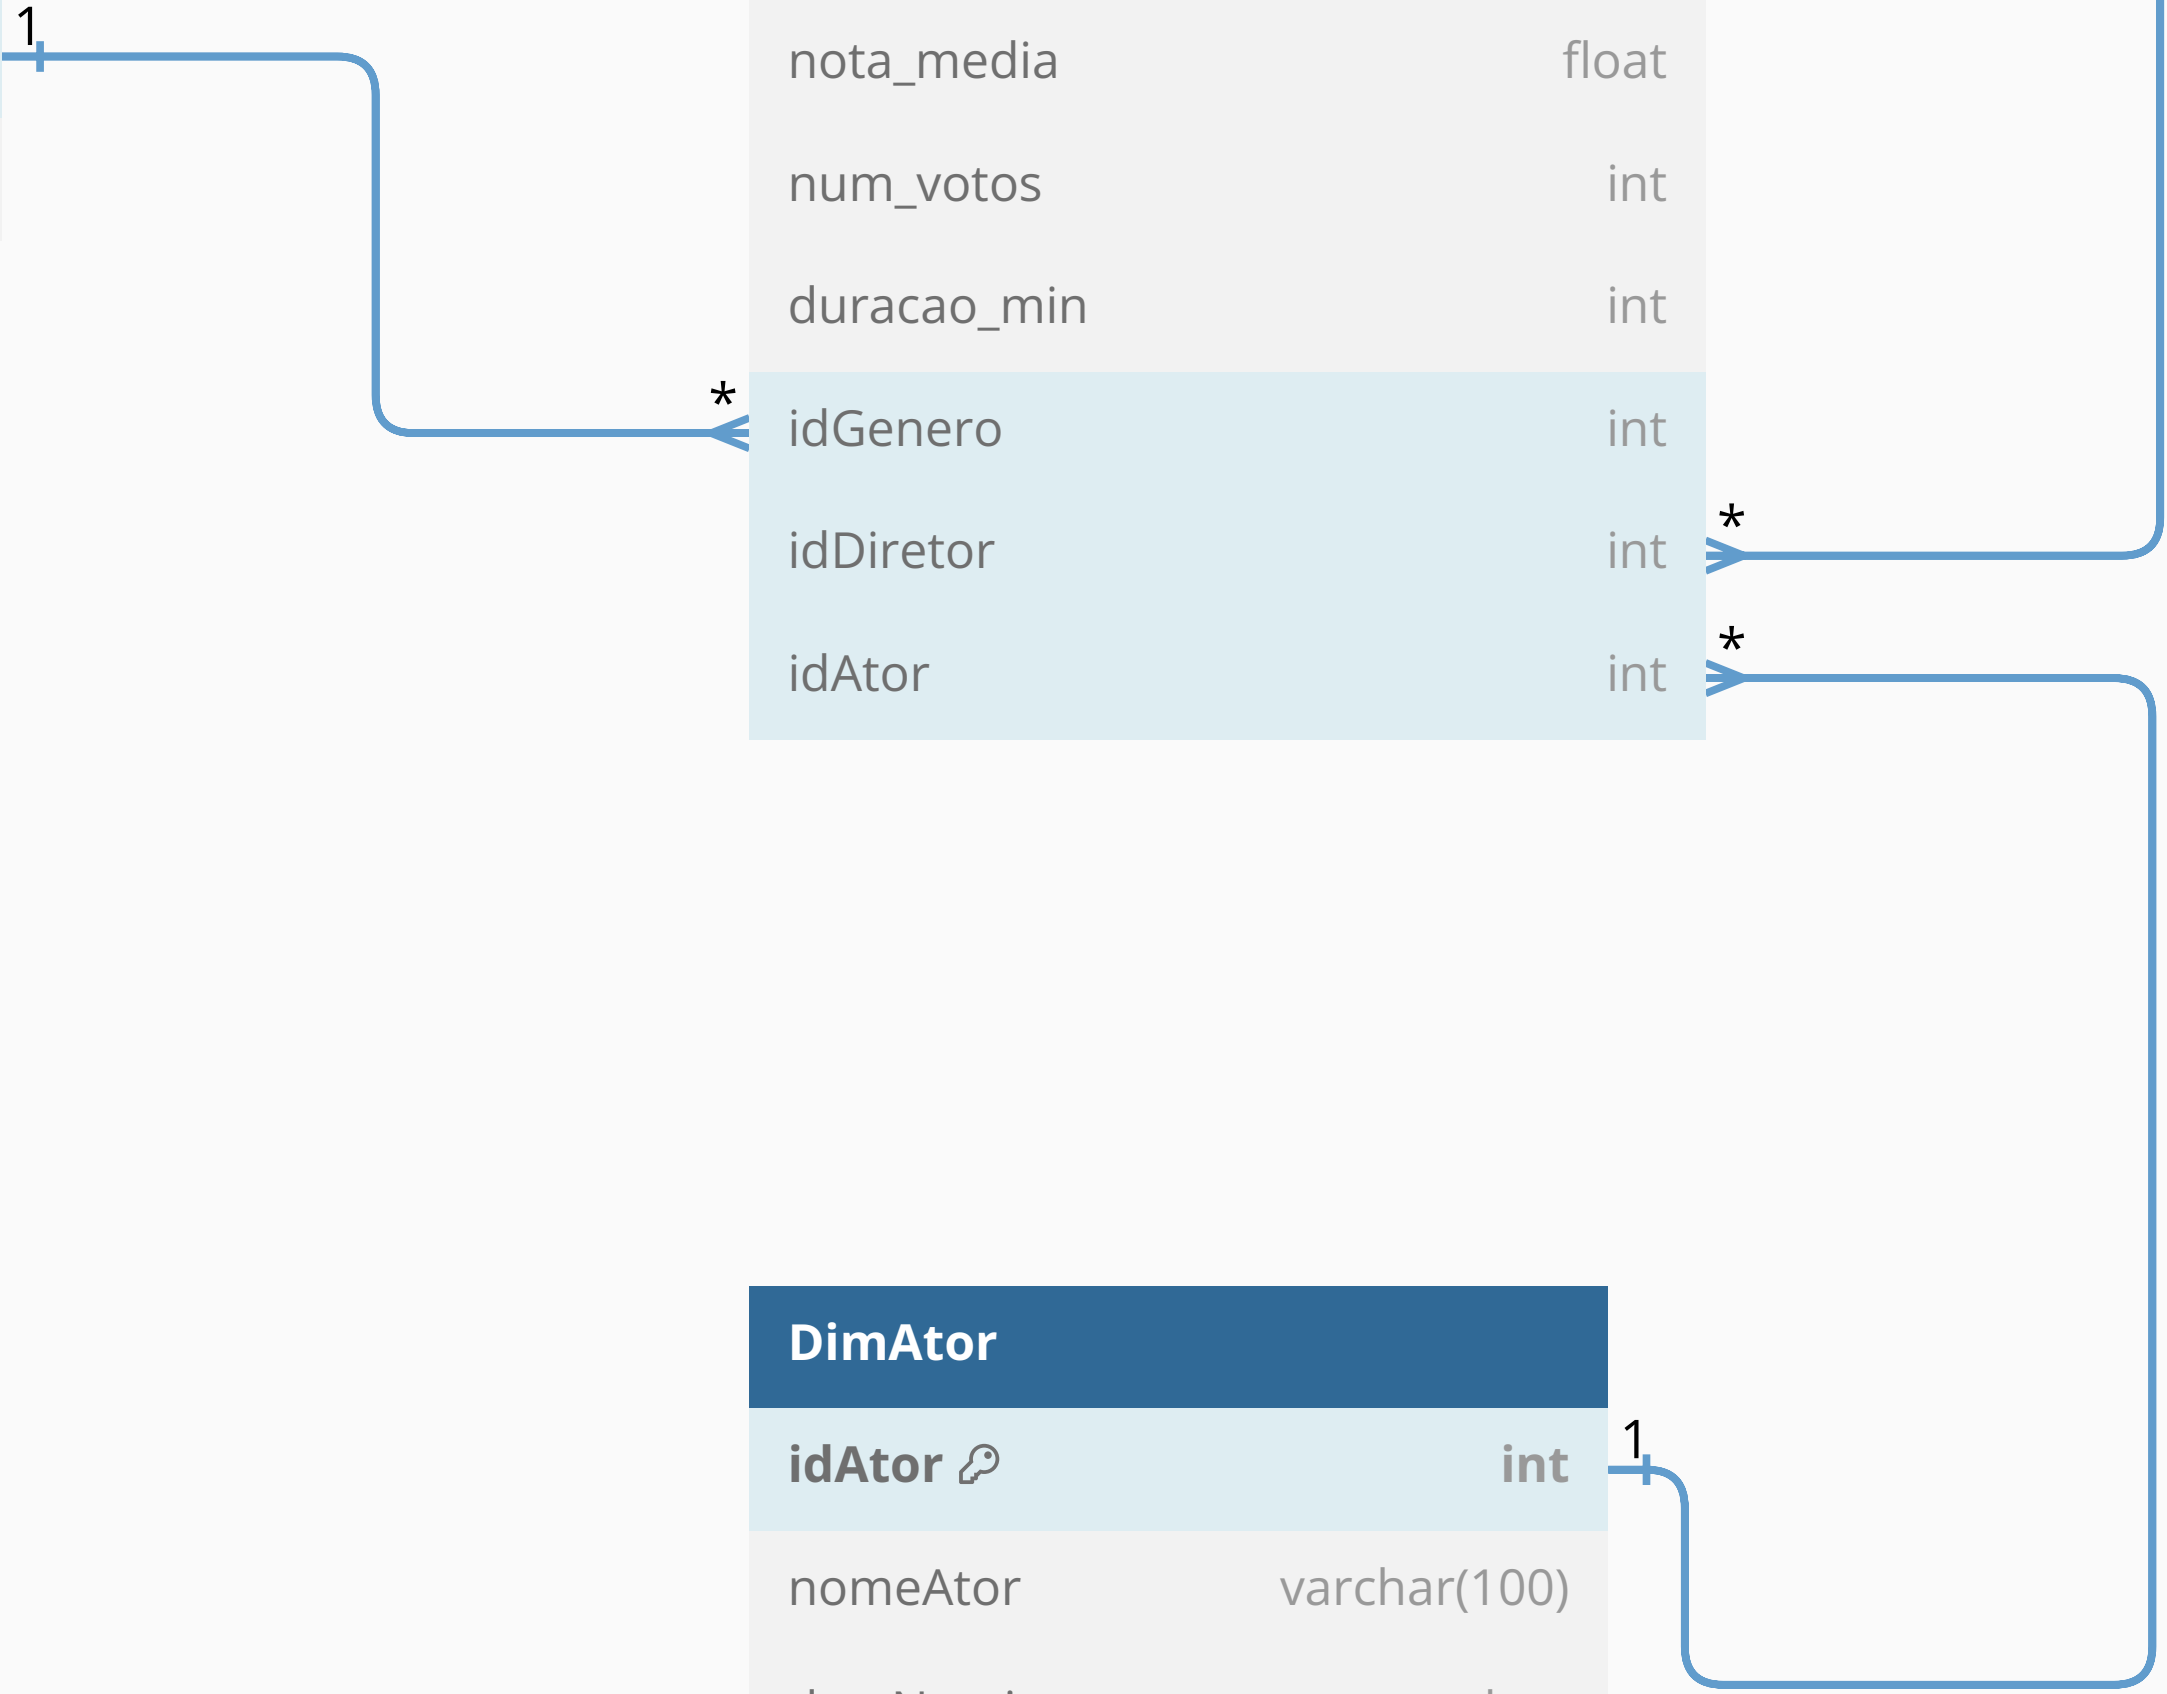 1
nota_media float
num_votos int
duracao_min int
* idGenero int
idDiretor int *
idAtor int *
DimAtor
idAtor int 1
nomeAtor varchar(100)